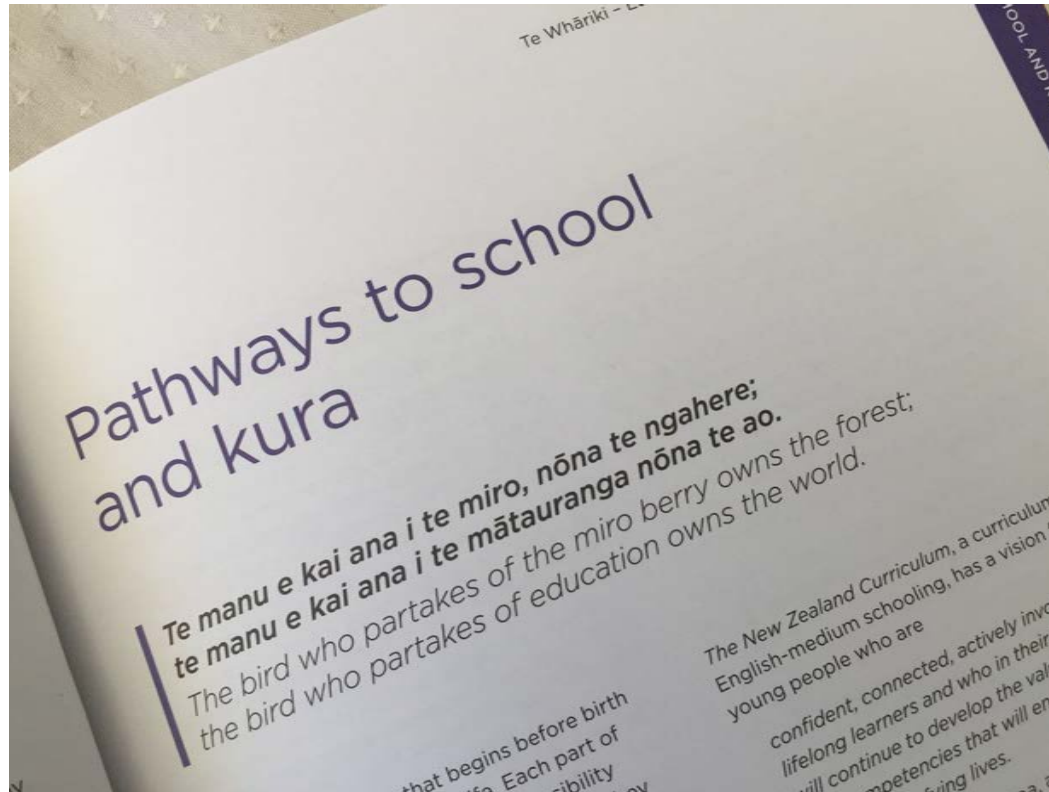 Te Whāriki –
OOL AND
Pathways to school
and kura
Te manu e kai ana i te miro, nōna te ngahere;
te manu e kai ana i te mātauranga nōna te ao.
The bird who partakes of the miro berry owns the forest;
the bird who partakes of education owns the world.
that begins before birth
Each part of
The New Zealand Curriculum, a curriculum
English-medium schooling, has a vision
young people who are
confident, connected, actively
lifelong learners and who in their
will continue to develop the
that will
lives.